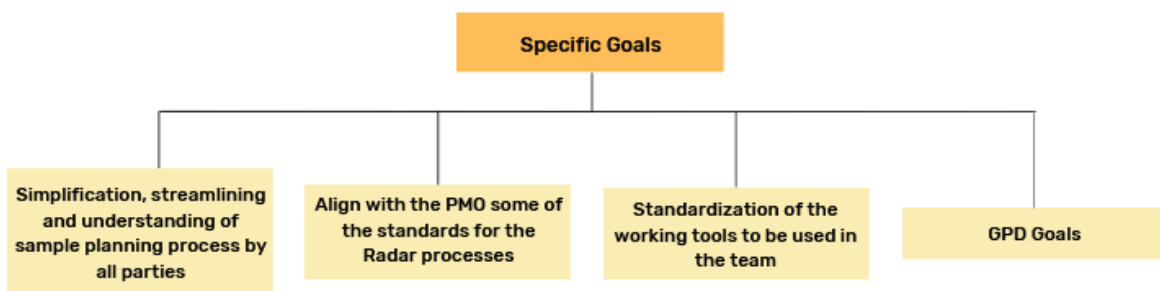 Specific Goals
Simplification, streamlining
and understanding of
sample planning process by
all parties
Align with the PMO some of
the standards for the
Radar processes
Standardization of the
working tools to be used in
the team
GPD Goals